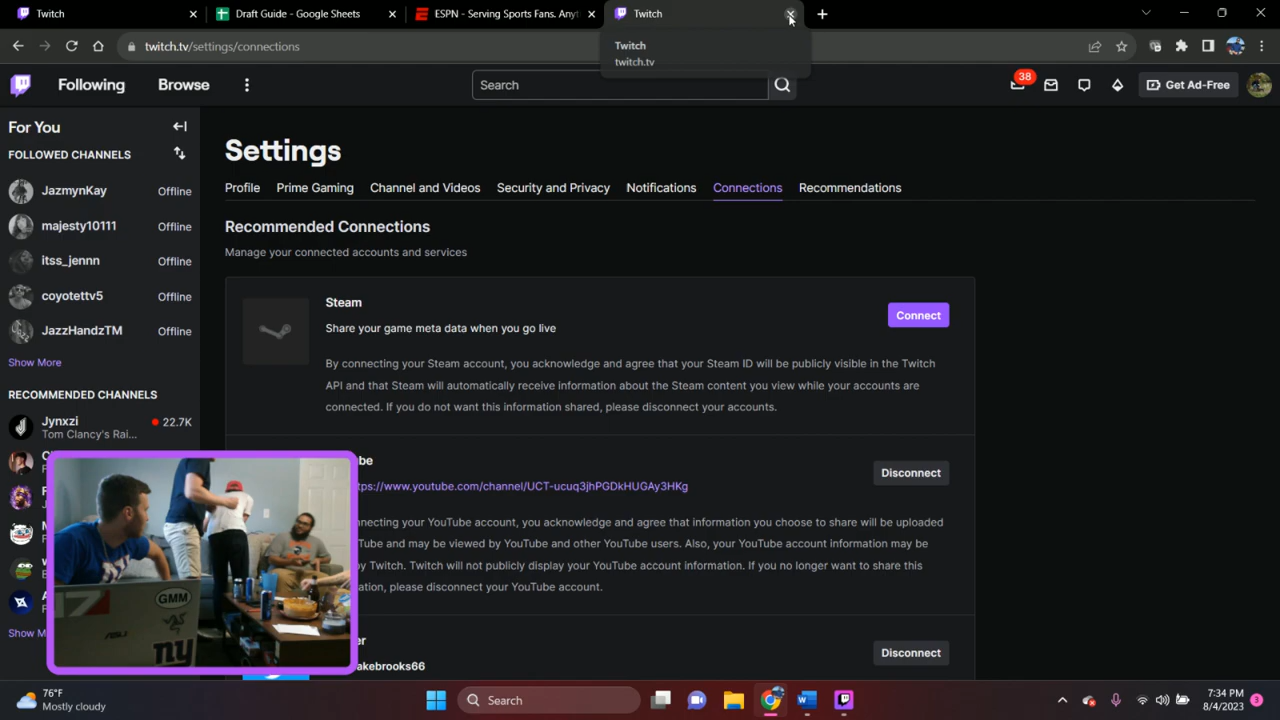 Twitch
Draft Guide - Google Sheets
ESPN - Serving Sports Fans. Anyt
Twitch
twitch.tv/settings/connections
Twitch
twitch.tv
Following
Browse
Search
38
Get Ad-Free
For You
FOLLOWED CHANNELS
JazmynKay Offline
majesty10111 Offline
itss_jennn Offline
coyotettv5 Offline
JazzHandzTM Offline
Show More
RECOMMENDED CHANNELS
Jynxzi 22.7K
Tom Clancy's Rai...
Show M
Settings
Profile Prime Gaming Channel and Videos Security and Privacy Notifications Connections Recommendations
Recommended Connections
Manage your connected accounts and services
Steam
Share your game meta data when you go live
Connect
By connecting your Steam account, you acknowledge and agree that your Steam ID will be publicly visible in the Twitch
API and that Steam will automatically receive information about the Steam content you view while your accounts are
connected. If you do not want this information shared, please disconnect your accounts.
be
Disconnect
tps://www.youtube.com/channel/UCT-ucuq3jhPGDkHUGAy3HKg
nnecting your YouTube account, you acknowledge and agree that information you choose to share will be uploaded
Tube and may be viewed by YouTube and other YouTube users. Also, your YouTube account information may be
by Twitch. Twitch will not publicly display your YouTube account information. If you no longer want to share this
ation, please disconnect your YouTube account.
er
akebrooks66
Disconnect
GMM
ASUS
ny
76°F
Mostly cloudy
Search
7:34 PM
8/4/2023
3